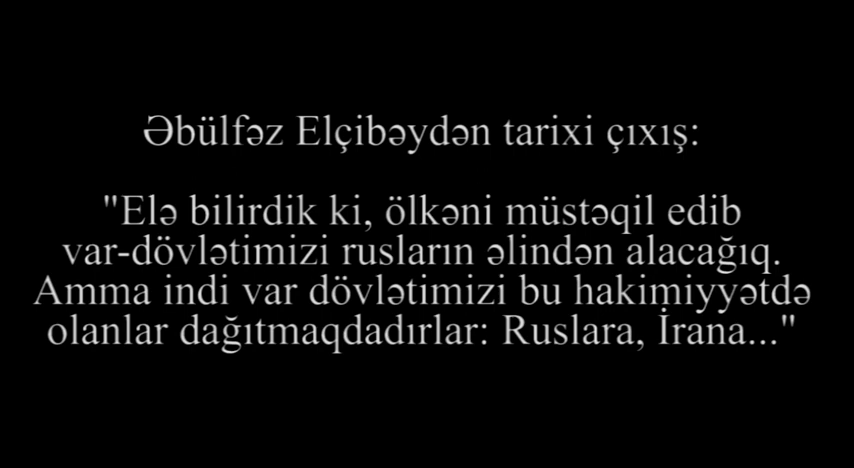 Əbülfəz Elçibəydən tarixi çıxış:
"Elə bilirdik ki, ölkəni müstəqil edib
var-dövlətimizi rusların əlindən alacağıq.
Amma indi var dövlətimizi bu hakimiyyətdə
olanlar dağıtmaqdadırlar: Ruslara, İrana..."